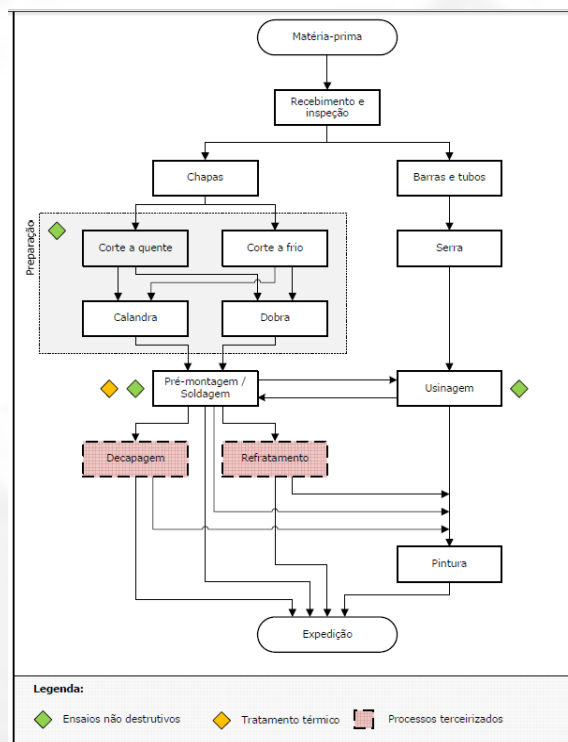 Matéria-prima
Recebimento e
inspeção
Chapas
Barras e tubos
Preparação
Corte a quente
Corte a frio
Serra
Calandra
Dobra
Pré-montagem /
Soldagem
Usinagem
Decapagem
Refratamento
Pintura
Expedição
Legenda:
Ensaios não destrutivos
Tratamento térmico
Processos terceirizados